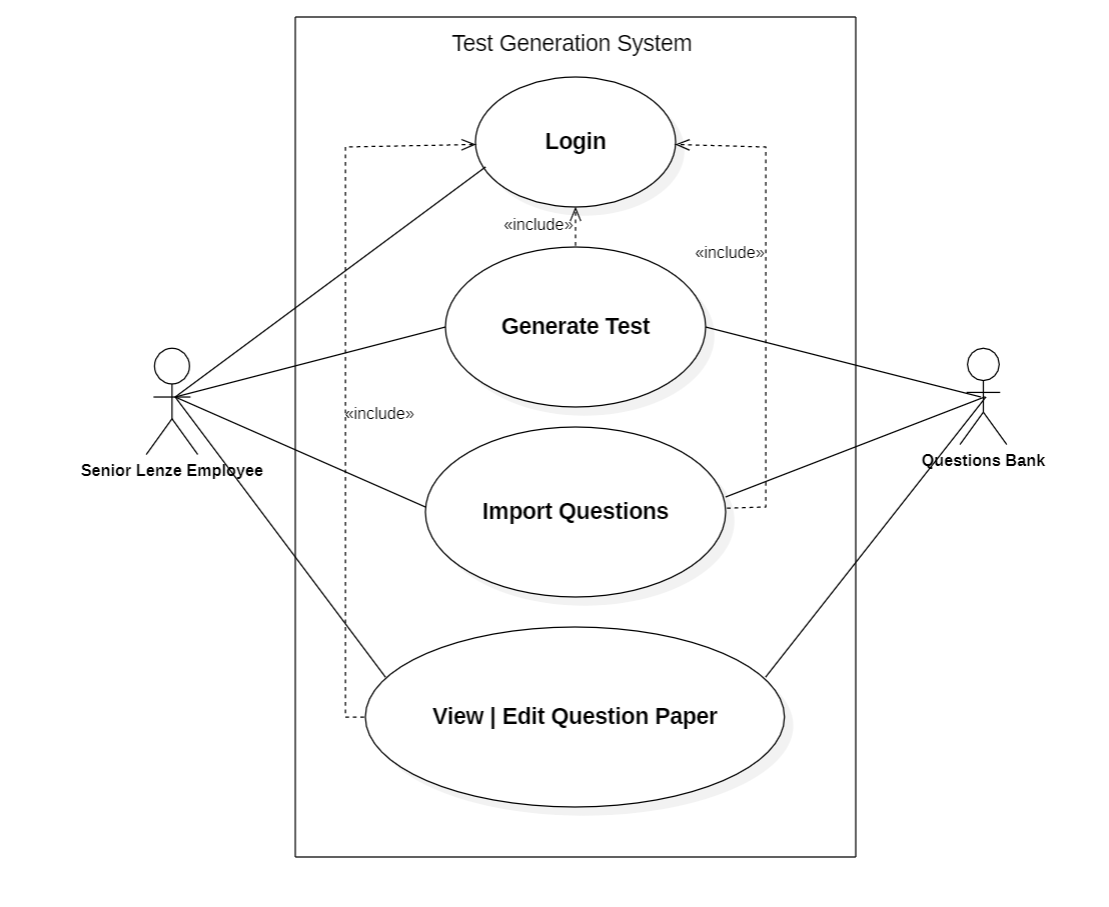 Test Generation System
Login
«include»
«include»
Generate Test
«include»
Senior Lenze Employee
Questions Bank
Import Questions
View | Edit Question Paper